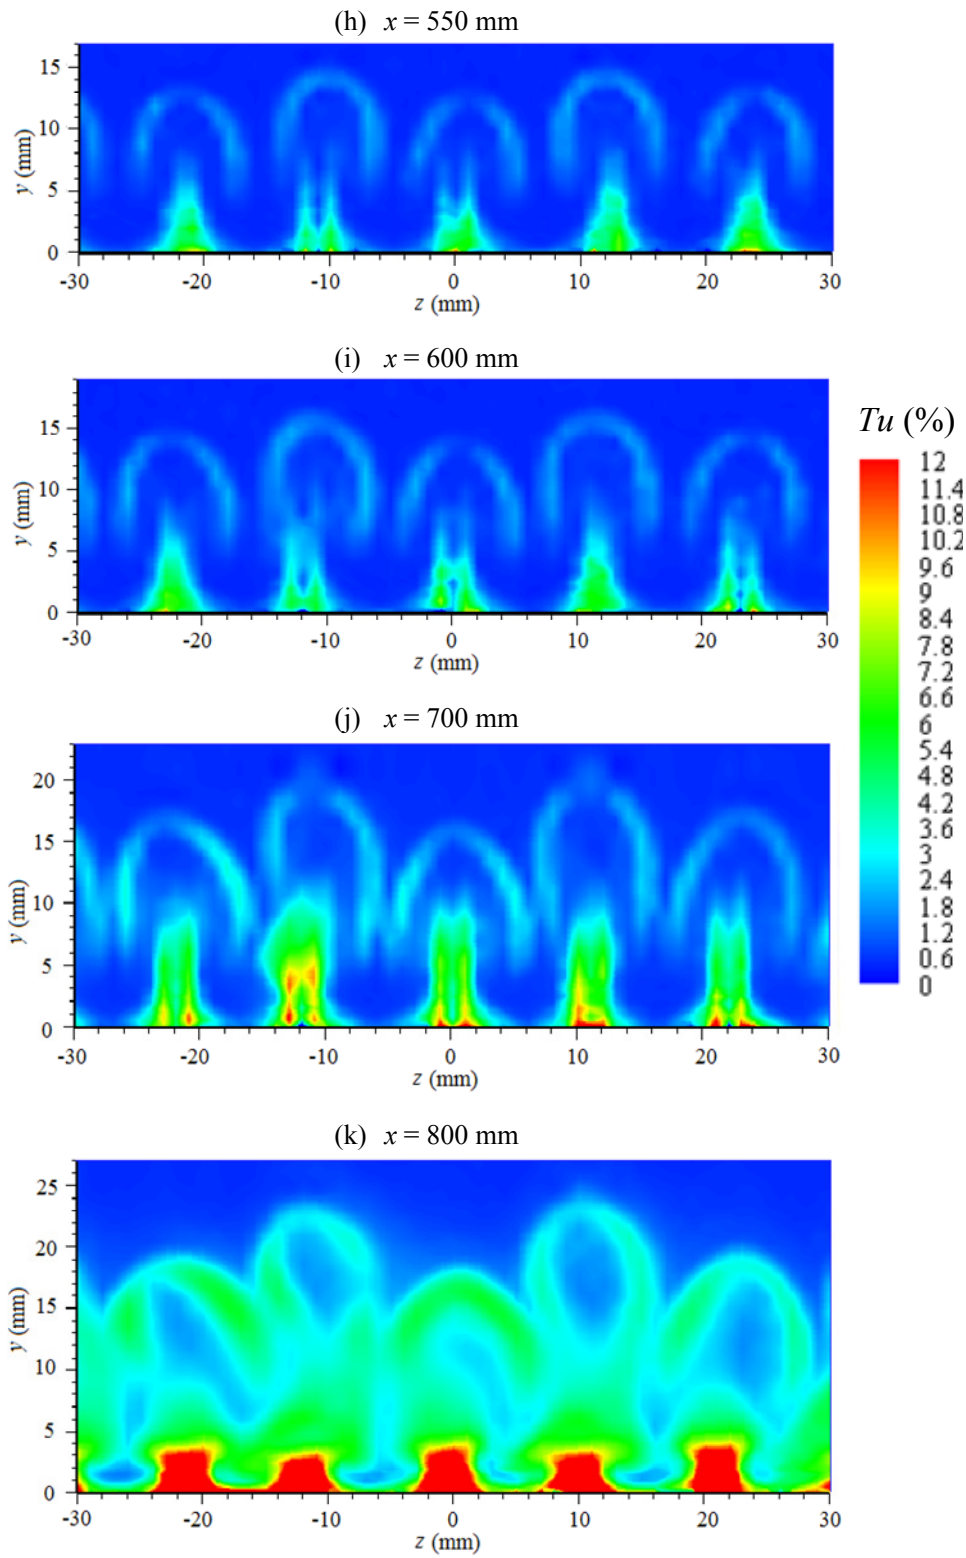 (h) x = 550 mm
15
10
5
0
y (mm)
-30 -20 -10 0 10 20 30
z (mm)
(i) x = 600 mm
15
10
5
0
y (mm)
-30 -20 -10 0 10 20 30
z (mm)
Tu (%)
12
11.4
10.8
10.2
9.6
9
8.4
7.8
7.2
6.6
6
5.4
4.8
4.2
3.6
3
2.4
1.8
1.2
0.6
0
(j) x = 700 mm
20
15
10
5
0
y (mm)
-30 -20 -10 0 10 20 30
z (mm)
(k) x = 800 mm
25
20
15
10
5
0
y (mm)
-30 -20 -10 0 10 20 30
z (mm)